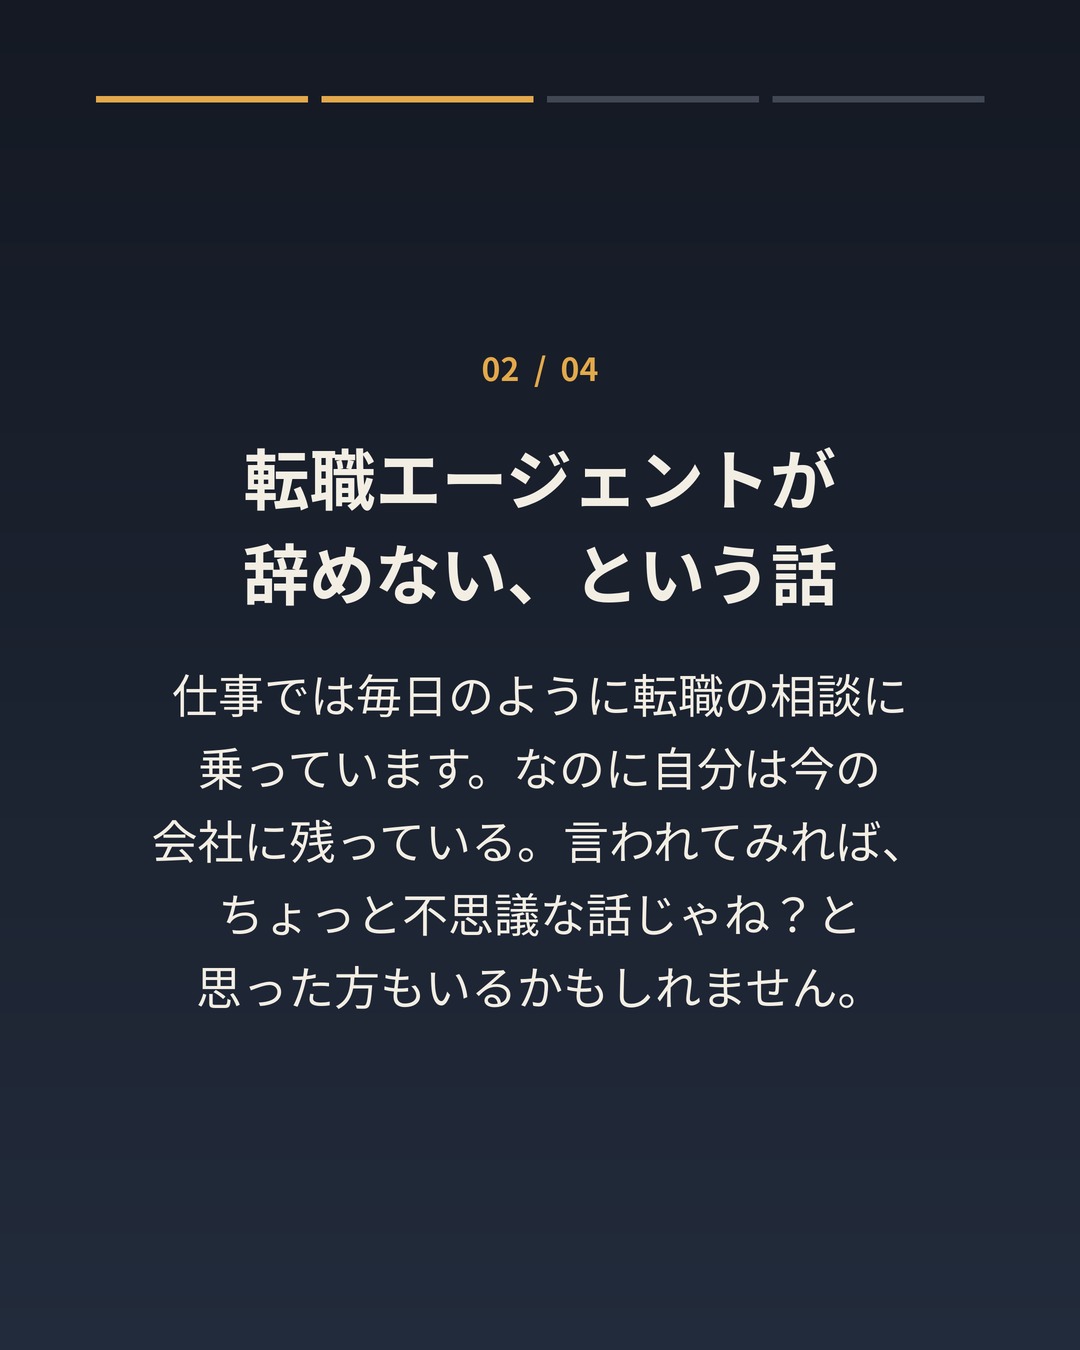 02 / 04
転職エージェントが
辞めない、という話
仕事では毎日のように転職の相談に
乗っています。なのに自分は今の
会社に残っている。言われてみれば、
ちょっと不思議な話じゃね？と
思った方もいるかもしれません。